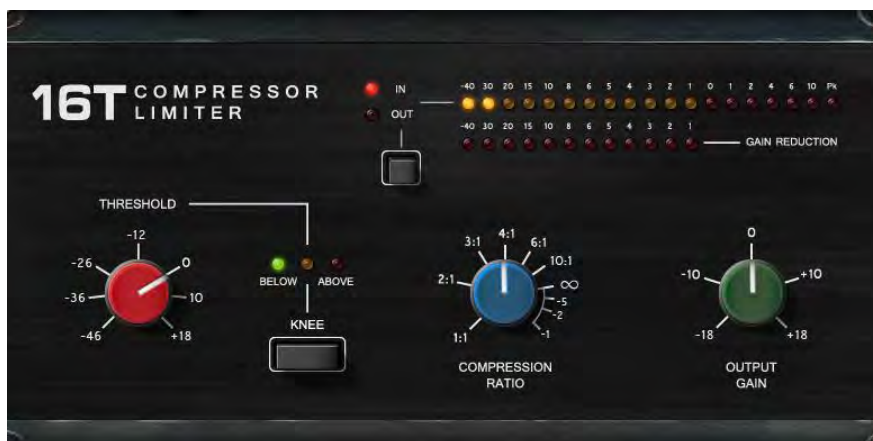 16T COMPRESSOR
LIMITER
IN
OUT
-40 30 20 15 10 8 6 5 4 3 2 1 0 1 2 4 6 10 Pk
-40 30 20 15 10 8 6 5 4 3 2 1
GAIN REDUCTION
THRESHOLD
-12
-26 0
-36 10
-46 +18
BELOW ABOVE
KNEE
4:1
3:1 6:1
2:1 10:1
∞
-5
-2
1:1 -1
COMPRESSION
RATIO
0
-10 +10
-18 +18
OUTPUT
GAIN